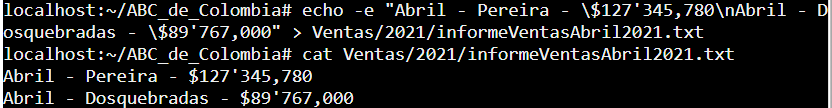 localhost:~/ABC_de_Colombia# echo -e "Abril - Pereira - \$127'345,780\nAbril - D
osquebradas - \$89'767,000" > Ventas/2021/informeVentasAbril2021.txt
localhost:~/ABC_de_Colombia# cat Ventas/2021/informeVentasAbril2021.txt
Abril - Pereira - $127'345,780
Abril - Dosquebradas - $89'767,000